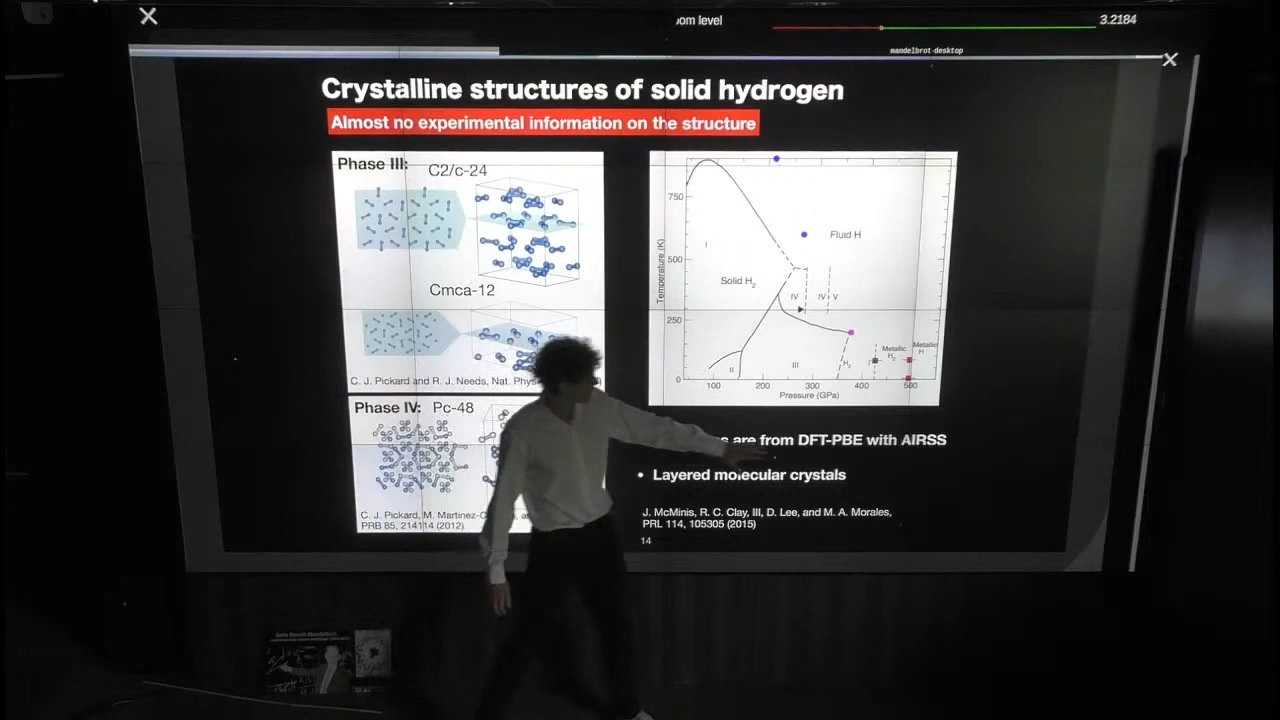 om level
3.2184
mandelbrot-desktop
Crystalline structures of solid hydrogen
Almost no experimental information on the structure
Phase III:
C2/c-24
Cmca-12
C. J. Pickard and R. J. Needs, Nat. Phys
Phase IV: Pc-48
C. J. Pickard, M. Martinez-C
PRB 85, 214114 (2012)
Temperature (K)
750
500
250
0
I
Solid H2
Fluid H
IV
IV V
II
III
H2
Metallic
H2
Metallic
H
100
200
300
400
500
Pressure (GPa)
s are from DFT-PBE with AIRSS
• Layered molecular crystals
J. McMinis, R. C. Clay, III, D. Lee, and M. A. Morales,
PRL 114, 105305 (2015)
14